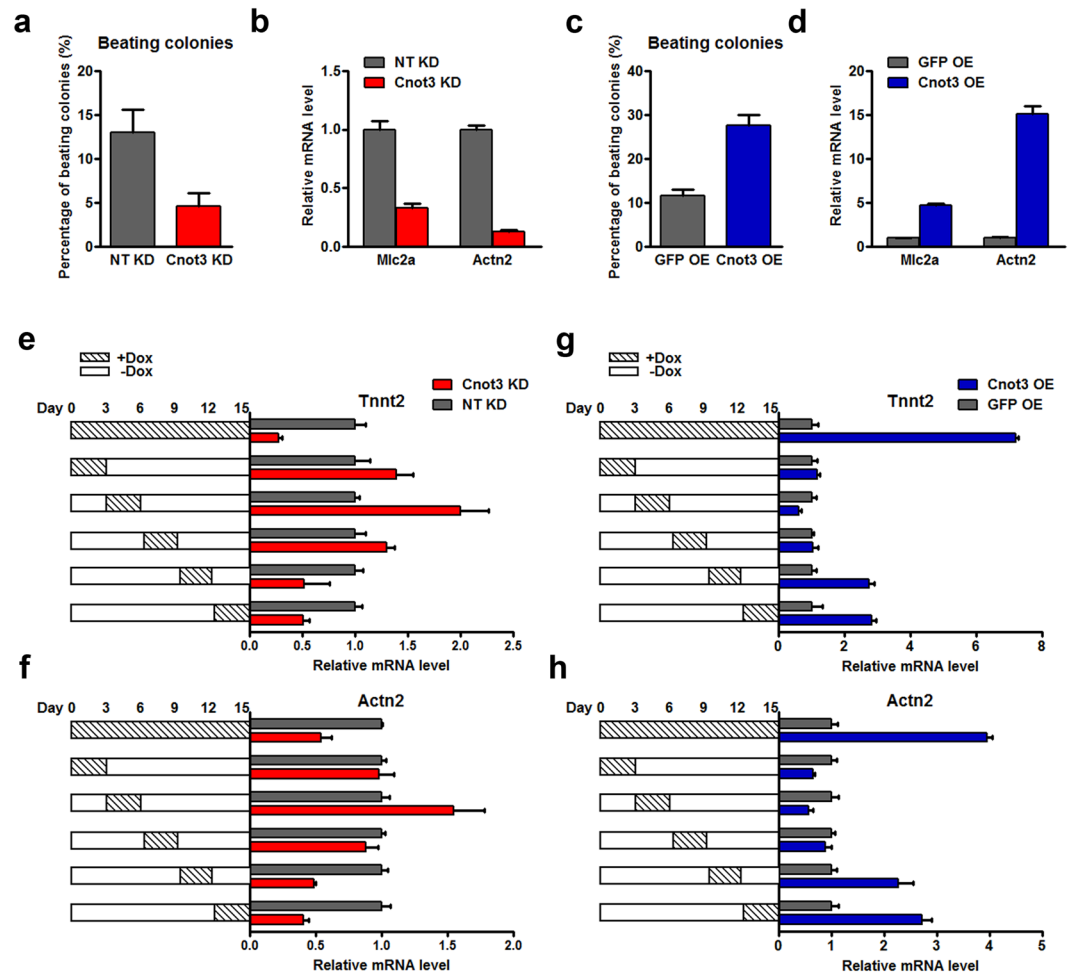 a
Beating colonies
Percentage of beating colonies (%)
20
15
10
5
0
NT KD Cnot3 KD
b
NT KD
Cnot3 KD
Relative mRNA level
1.5
1.0
0.5
0.0
Mlc2a Actn2
c
Beating colonies
Percentage of beating colonies (%)
40
30
20
10
0
GFP OE Cnot3 OE
d
GFP OE
Cnot3 OE
Relative mRNA level
20
15
10
5
0
Mlc2a Actn2
e
+Dox
-Dox
Cnot3 KD
NT KD
Day 0 3 6 9 12 15
Tnnt2
0.0 0.5 1.0 1.5 2.0 2.5
Relative mRNA level
g
+Dox
-Dox
Cnot3 OE
GFP OE
Day 0 3 6 9 12 15
Tnnt2
0 2 4 6 8
Relative mRNA level
f
Actn2
Day 0 3 6 9 12 15
0.0 0.5 1.0 1.5 2.0
Relative mRNA level
h
Actn2
Day 0 3 6 9 12 15
0 1 2 3 4 5
Relative mRNA level